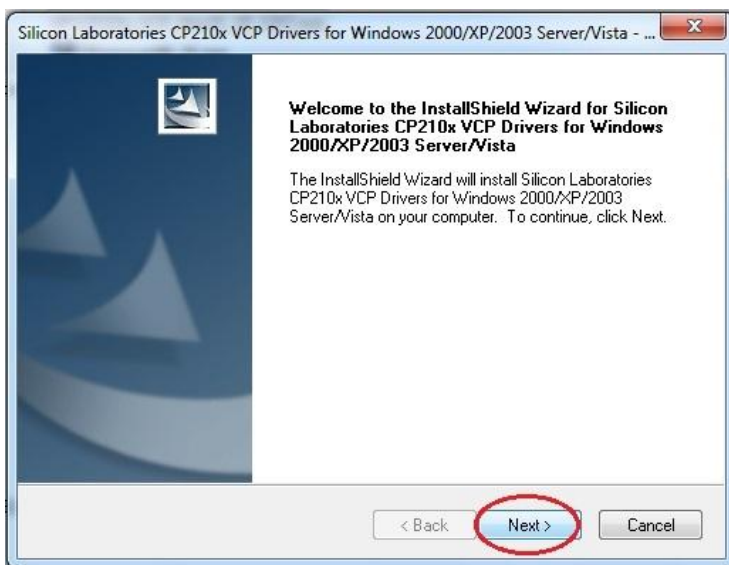 Silicon Laboratories CP210x VCP Drivers for Windows 2000/XP/2003 Server/Vista - ...
Welcome to the InstallShield Wizard for Silicon
Laboratories CP210x VCP Drivers for Windows
2000/XP/2003 Server/Vista
The InstallShield Wizard will install Silicon Laboratories
CP210x VCP Drivers for Windows 2000/XP/2003
Server/Vista on your computer. To continue, click Next.
< Back
Next >
Cancel